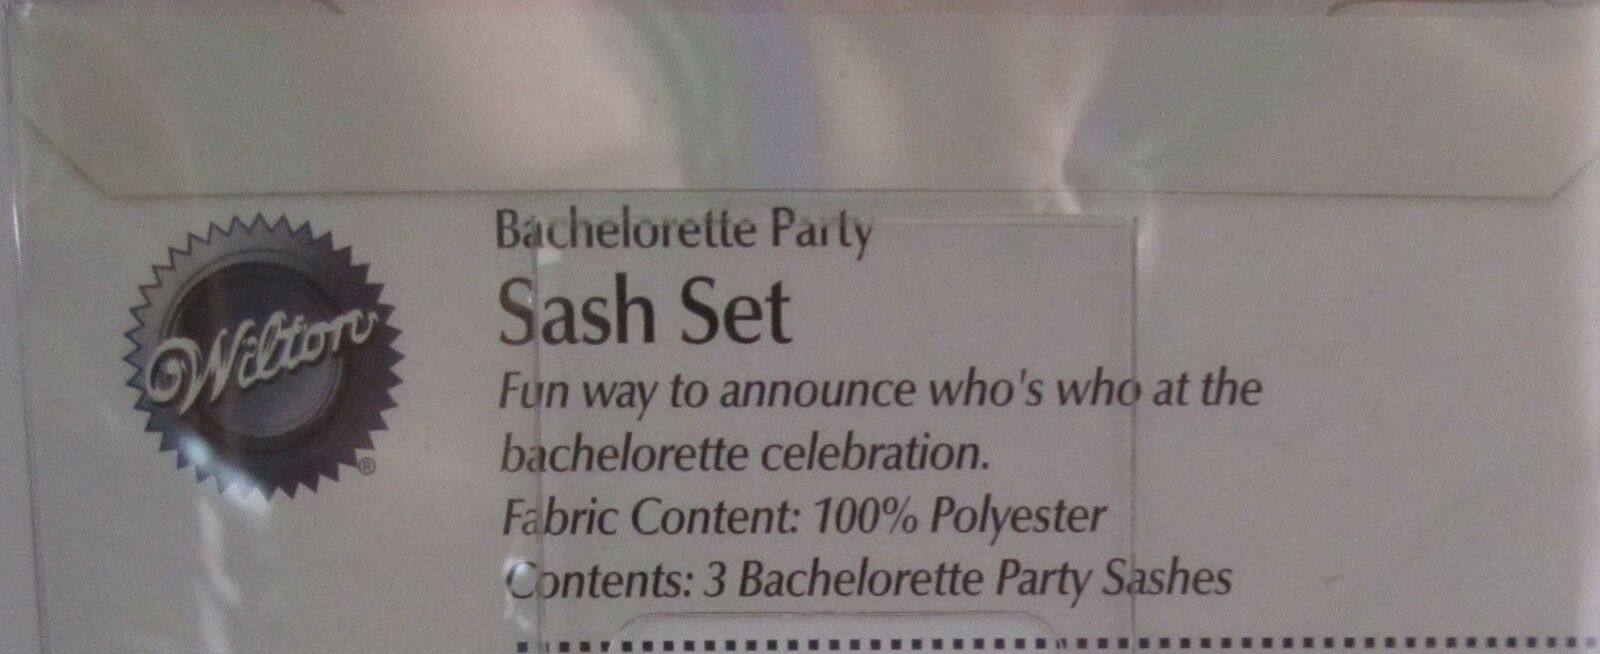 Wilton
®
Bachelorette Party
Sash Set
Fun way to announce who's who at the
bachelorette celebration.
Fabric Content: 100% Polyester
Contents: 3 Bachelorette Party Sashes